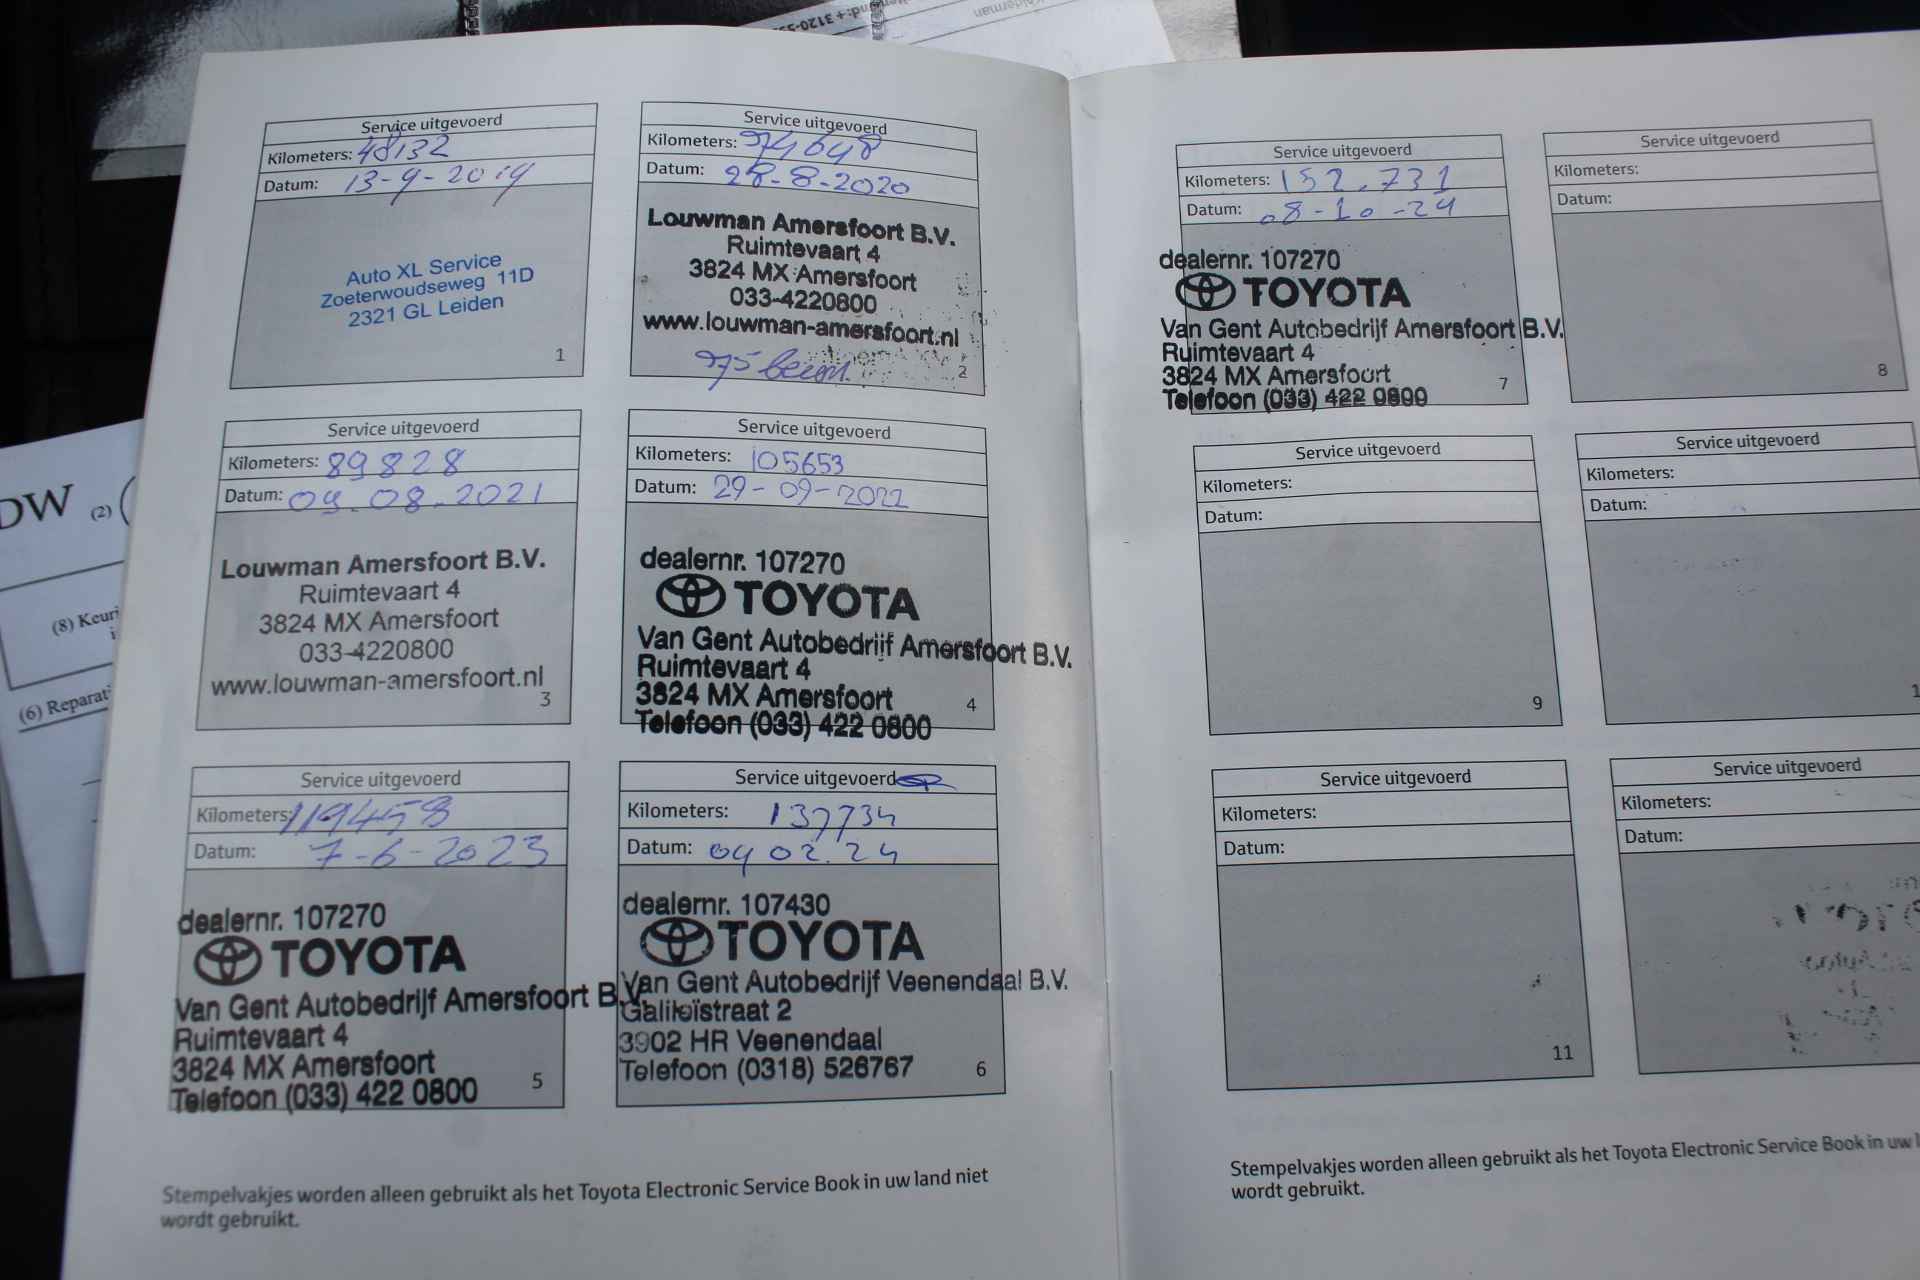 Service uitgevoerd
Kilometers: 48132
Datum: 13-9-2019
Auto XL Service
Zoeterwoudseweg 11D
2321 GL Leiden
1
Service uitgevoerd
Kilometers: 74648
Datum: 28-8-2020
Louwman Amersfoort B.V.
Ruimtevaart 4
3824 MX Amersfoort
033-4220800
www.louwman-amersfoort.nl
2
Service uitgevoerd
Kilometers: 89828
Datum: 09.08.2021
Louwman Amersfoort B.V.
Ruimtevaart 4
3824 MX Amersfoort
033-4220800
www.louwman-amersfoort.nl
3
Service uitgevoerd
Kilometers: 105653
Datum: 29-09-2022
dealernr. 107270
TOYOTA
Van Gent Autobedrijf Amersfoort B.V.
Ruimtevaart 4
3824 MX Amersfoort
Telefoon (033) 422 0800
4
Service uitgevoerd
Kilometers: 119458
Datum: 7-6-2023
dealernr. 107270
TOYOTA
Van Gent Autobedrijf Amersfoort B.V.
Ruimtevaart 4
3824 MX Amersfoort
Telefoon (033) 422 0800
5
Service uitgevoerd
Kilometers: 137734
Datum: 09 02.24
dealernr. 107430
TOYOTA
Van Gent Autobedrijf Veenendaal B.V.
Galileïstraat 2
3902 HR Veenendaal
Telefoon (0318) 526767
6
Stempelvakjes worden alleen gebruikt als het Toyota Electronic Service Book in uw land niet
wordt gebruikt.
Service uitgevoerd
Kilometers: 152.731
Datum: 08-10-24
dealernr. 107270
TOYOTA
Van Gent Autobedrijf Amersfoort B.V.
Ruimtevaart 4
3824 MX Amersfoort
Telefoon (033) 422 0800
7
Service uitgevoerd
Kilometers:
Datum:
8
Service uitgevoerd
Kilometers:
Datum:
9
Service uitgevoerd
Kilometers:
Datum:
Service uitgevoerd
Kilometers:
Datum:
11
Service uitgevoerd
Kilometers:
Datum:
Stempelvakjes worden alleen gebruikt als het Toyota Electronic Service Book in uw
wordt gebruikt.
DW (2)
(8) Keuri
(6) Reparati